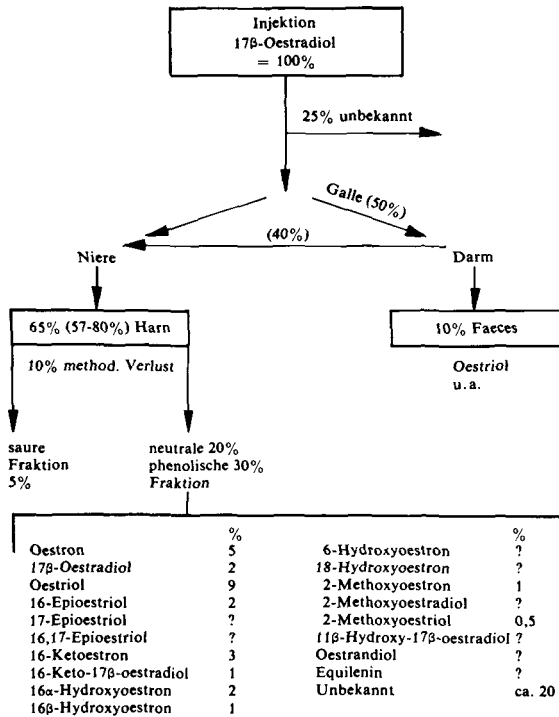 Injektion
17β-Oestradiol
= 100%
25% unbekannt
Galle (50%)
(40%)
Niere
Darm
65% (57-80%) Harn
10% Faeces
10% method. Verlust
Oestriol
u.a.
saure
Fraktion
5%
neutrale 20%
phenolische 30%
Fraktion
%
Oestron 5
17β-Oestradiol 2
Oestriol 9
16-Epioestriol 2
17-Epioestriol ?
16,17-Epioestriol ?
16-Ketoestron 3
16-Keto-17β-oestradiol 1
16α-Hydroxyoestron 2
16β-Hydroxyoestron 1
%
6-Hydroxyoestron ?
18-Hydroxyoestron ?
2-Methoxyoestron 1
2-Methoxyoestradiol ?
2-Methoxyestriol 0,5
11β-Hydroxy-17β-oestradiol ?
Oestrandiol ?
Equilenin ?
Unbekannt ca. 20